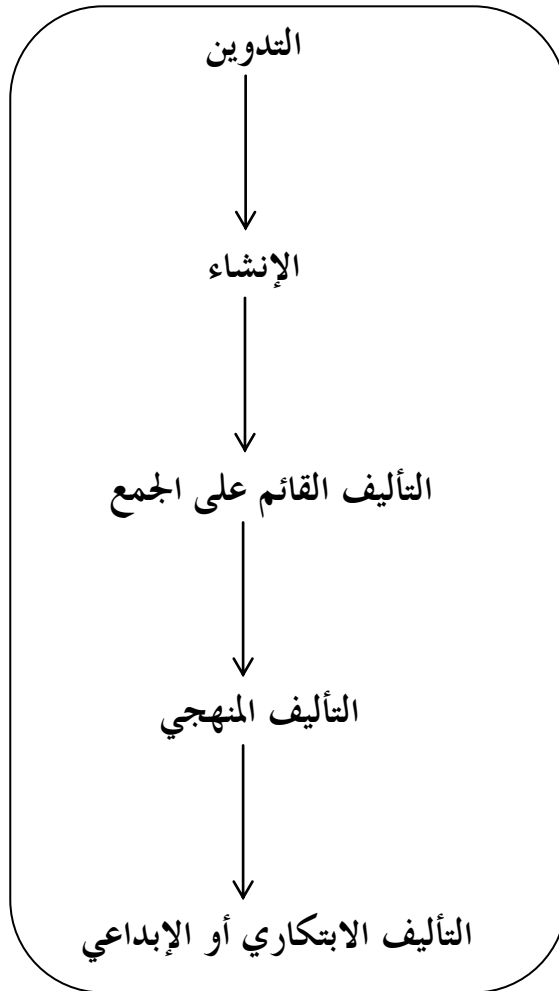 التدوين
الإنشاء
التأليف القائم على الجمع
التأليف المنهجي
التأليف الابتكاري أو الإبداعي